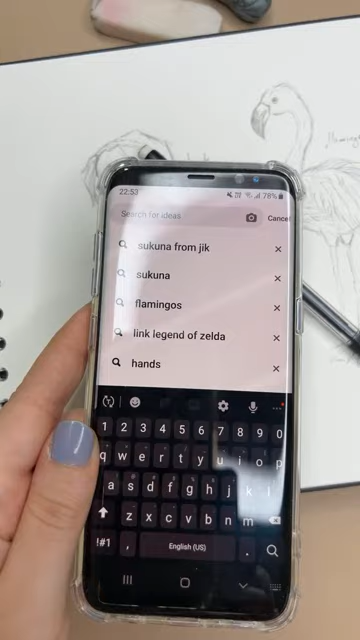 flamingo
22:53
78%
Search for ideas
Cancel
sukuna from jjk
sukuna
flamingos
link legend of zelda
hands
1 2 3 4 5 6 7 8 9 0
q w e r t y u i o p
a s d f g h j k l
z x c v b n m
!#1 , English (US) .